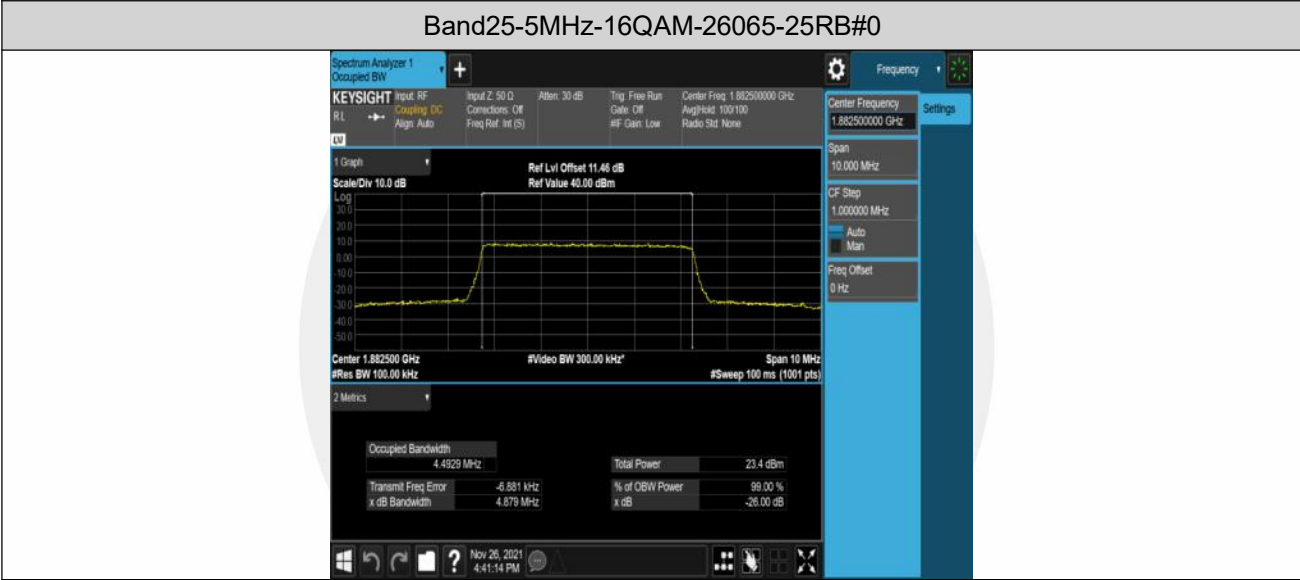 Band25-5MHz-16QAM-26065-25RB#0
Spectrum Analyzer 1
Occupied BW
Frequency
KEYSIGHT
Input: RF
Input Z: 50 Ω
Atten: 30 dB
Trig: Free Run
Center Freq: 1.882500000 GHz
R L
Coupling: DC
Corrections: Off
Gate: Off
Avg|Hold: 100/100
Align: Auto
Freq Ref: Int (S)
#IF Gain: Low
Radio Std: None
Center Frequency
1.882500000 GHz
Settings
Span
10.000 MHz
CF Step
1.000000 MHz
Auto
Man
Freq Offset
0 Hz
1 Graph
Ref Lvl Offset 11.46 dB
Scale/Div 10.0 dB
Ref Value 40.00 dBm
Log
30.0
20.0
10.0
0.00
-10.0
-20.0
-30.0
-40.0
-50.0
Center 1.882500 GHz
#Video BW 300.00 kHz*
Span 10 MHz
#Res BW 100.00 kHz
#Sweep 100 ms (1001 pts)
2 Metrics
Occupied Bandwidth
4.4929 MHz
Total Power 23.4 dBm
Transmit Freq Error -6.881 kHz
% of OBW Power 99.00 %
x dB Bandwidth 4.879 MHz
x dB -26.00 dB
?
Nov 26, 2021
4:41:14 PM